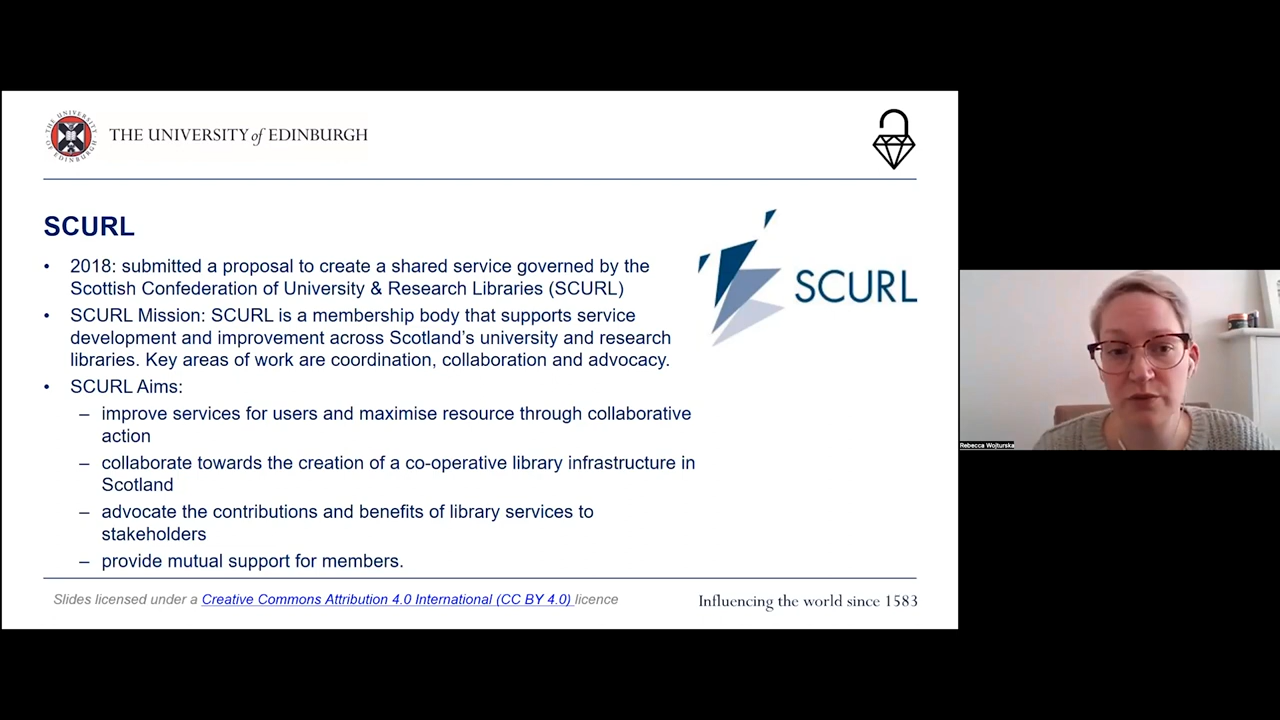 THE UNIVERSITY of EDINBURGH
SCURL
• 2018: submitted a proposal to create a shared service governed by the
Scottish Confederation of University & Research Libraries (SCURL)
• SCURL Mission: SCURL is a membership body that supports service
development and improvement across Scotland’s university and research
libraries. Key areas of work are coordination, collaboration and advocacy.
• SCURL Aims:
– improve services for users and maximise resource through collaborative
action
– collaborate towards the creation of a co-operative library infrastructure in
Scotland
– advocate the contributions and benefits of library services to
stakeholders
– provide mutual support for members.
SCURL
Slides licensed under a Creative Commons Attribution 4.0 International (CC BY 4.0) licence
Influencing the world since 1583
Rebecca Wojturska